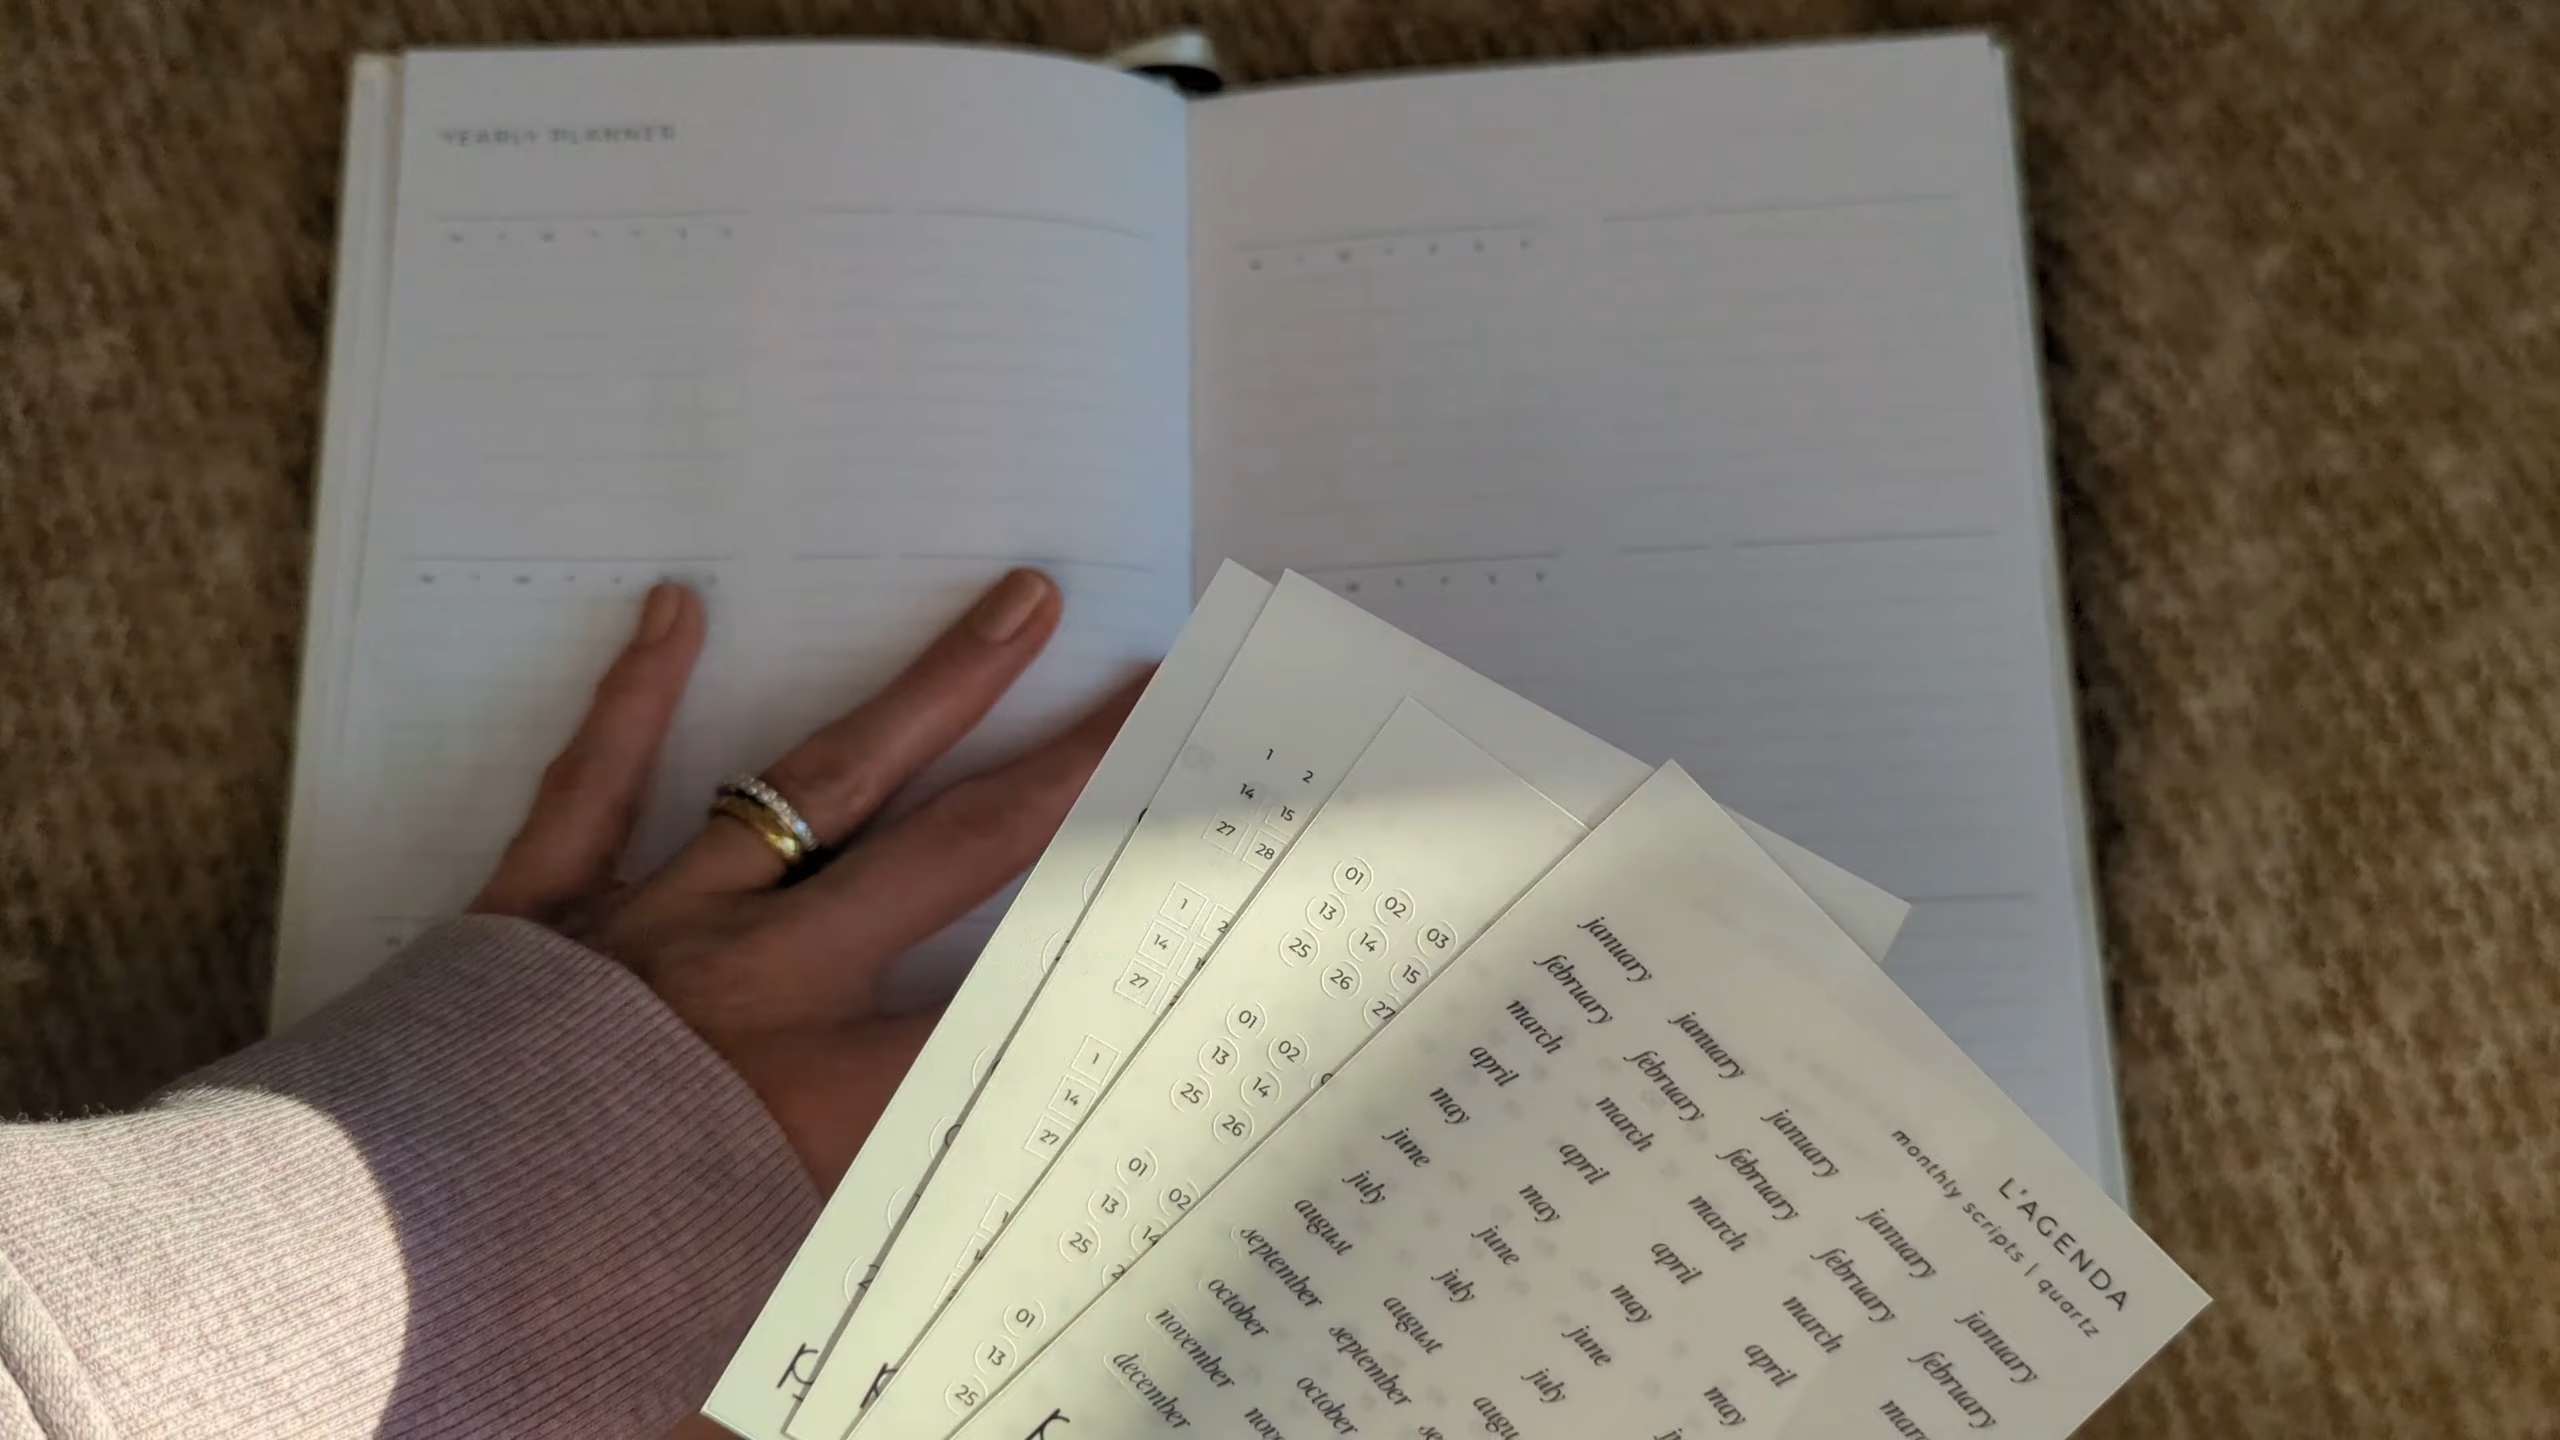 YEARLY PLANNER
1 2
14 15
27 28
1 2
14 1
27
1
14
27
01 02 03
13 14 15
25 26 27
01 02
13 14
25 26
01 02
13 14
25 2
01
13
25
L'AGENDA
monthly scripts | quartz
january january january january january
february february february february february
march march march march
april april april april
may may may may
june june june
july july july
august august
september september
october october
november
december